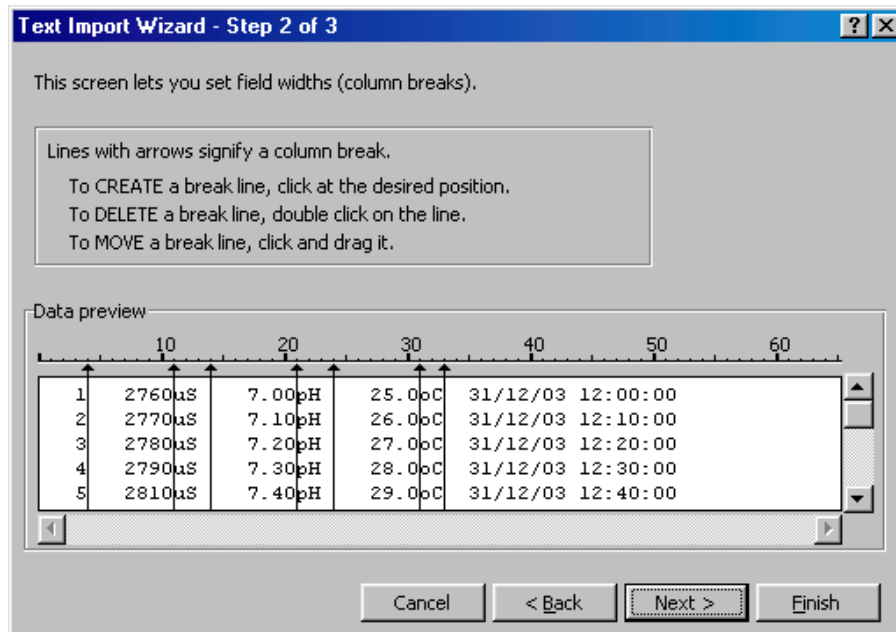 Text Import Wizard - Step 2 of 3
This screen lets you set field widths (column breaks).
Lines with arrows signify a column break.
To CREATE a break line, click at the desired position.
To DELETE a break line, double click on the line.
To MOVE a break line, click and drag it.
Data preview
10 20 30 40 50 60
1 2760uS 7.00pH 25.0oC 31/12/03 12:00:00
2 2770uS 7.10pH 26.0oC 31/12/03 12:10:00
3 2780uS 7.20pH 27.0oC 31/12/03 12:20:00
4 2790uS 7.30pH 28.0oC 31/12/03 12:30:00
5 2810uS 7.40pH 29.0oC 31/12/03 12:40:00
Cancel < Back Next > Finish